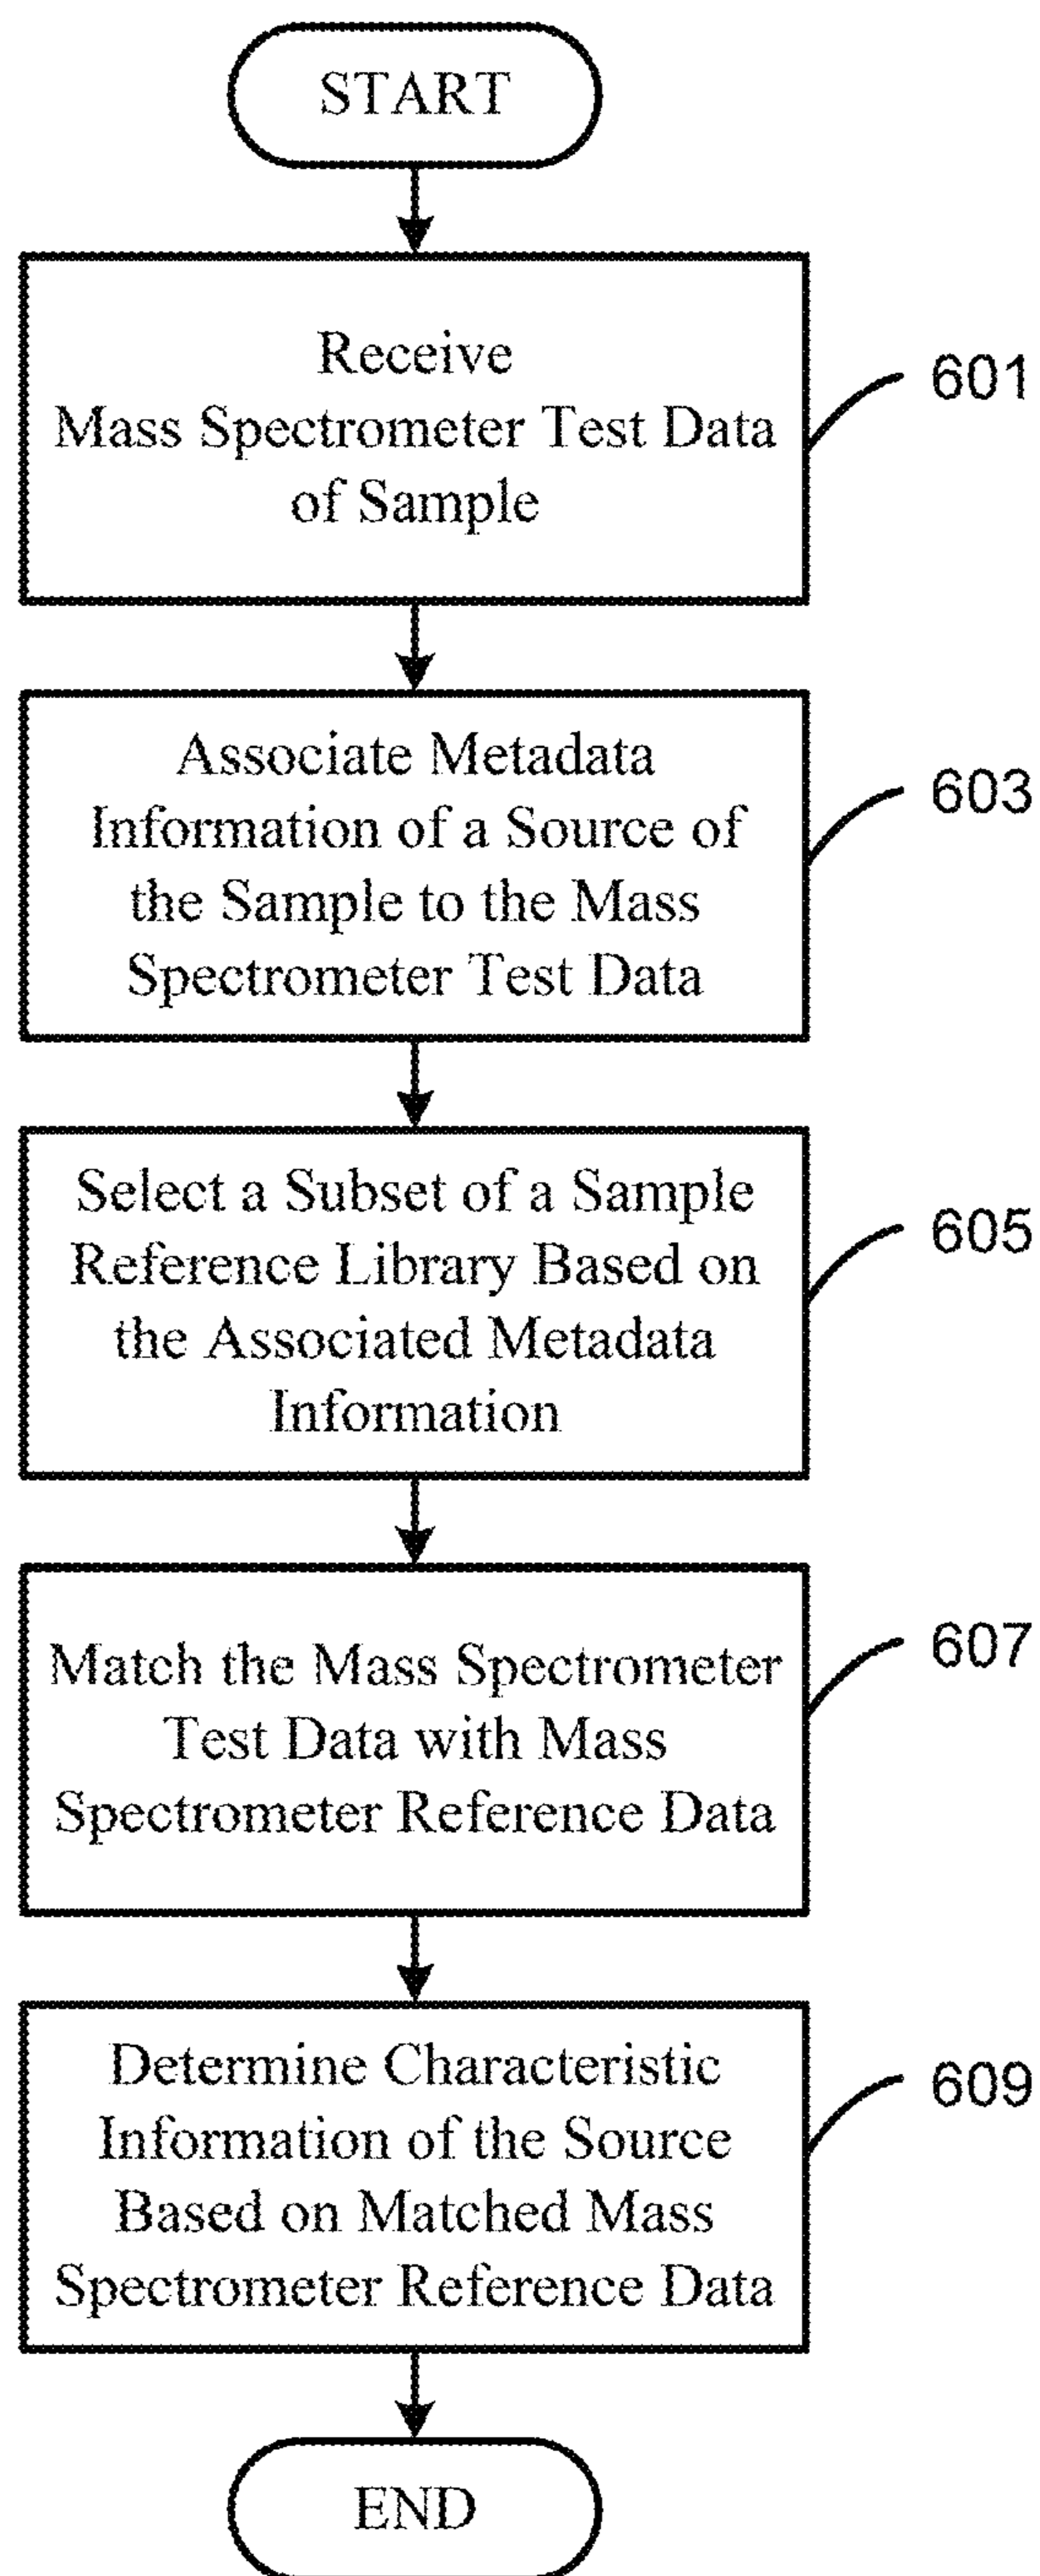 START
Receive
Mass Spectrometer Test Data
of Sample
601
Associate Metadata
Information of a Source of
the Sample to the Mass
Spectrometer Test Data
603
Select a Subset of a Sample
Reference Library Based on
the Associated Metadata
Information
605
Match the Mass Spectrometer
Test Data with Mass
Spectrometer Reference Data
607
Determine Characteristic
Information of the Source
Based on Matched Mass
Spectrometer Reference Data
609
END